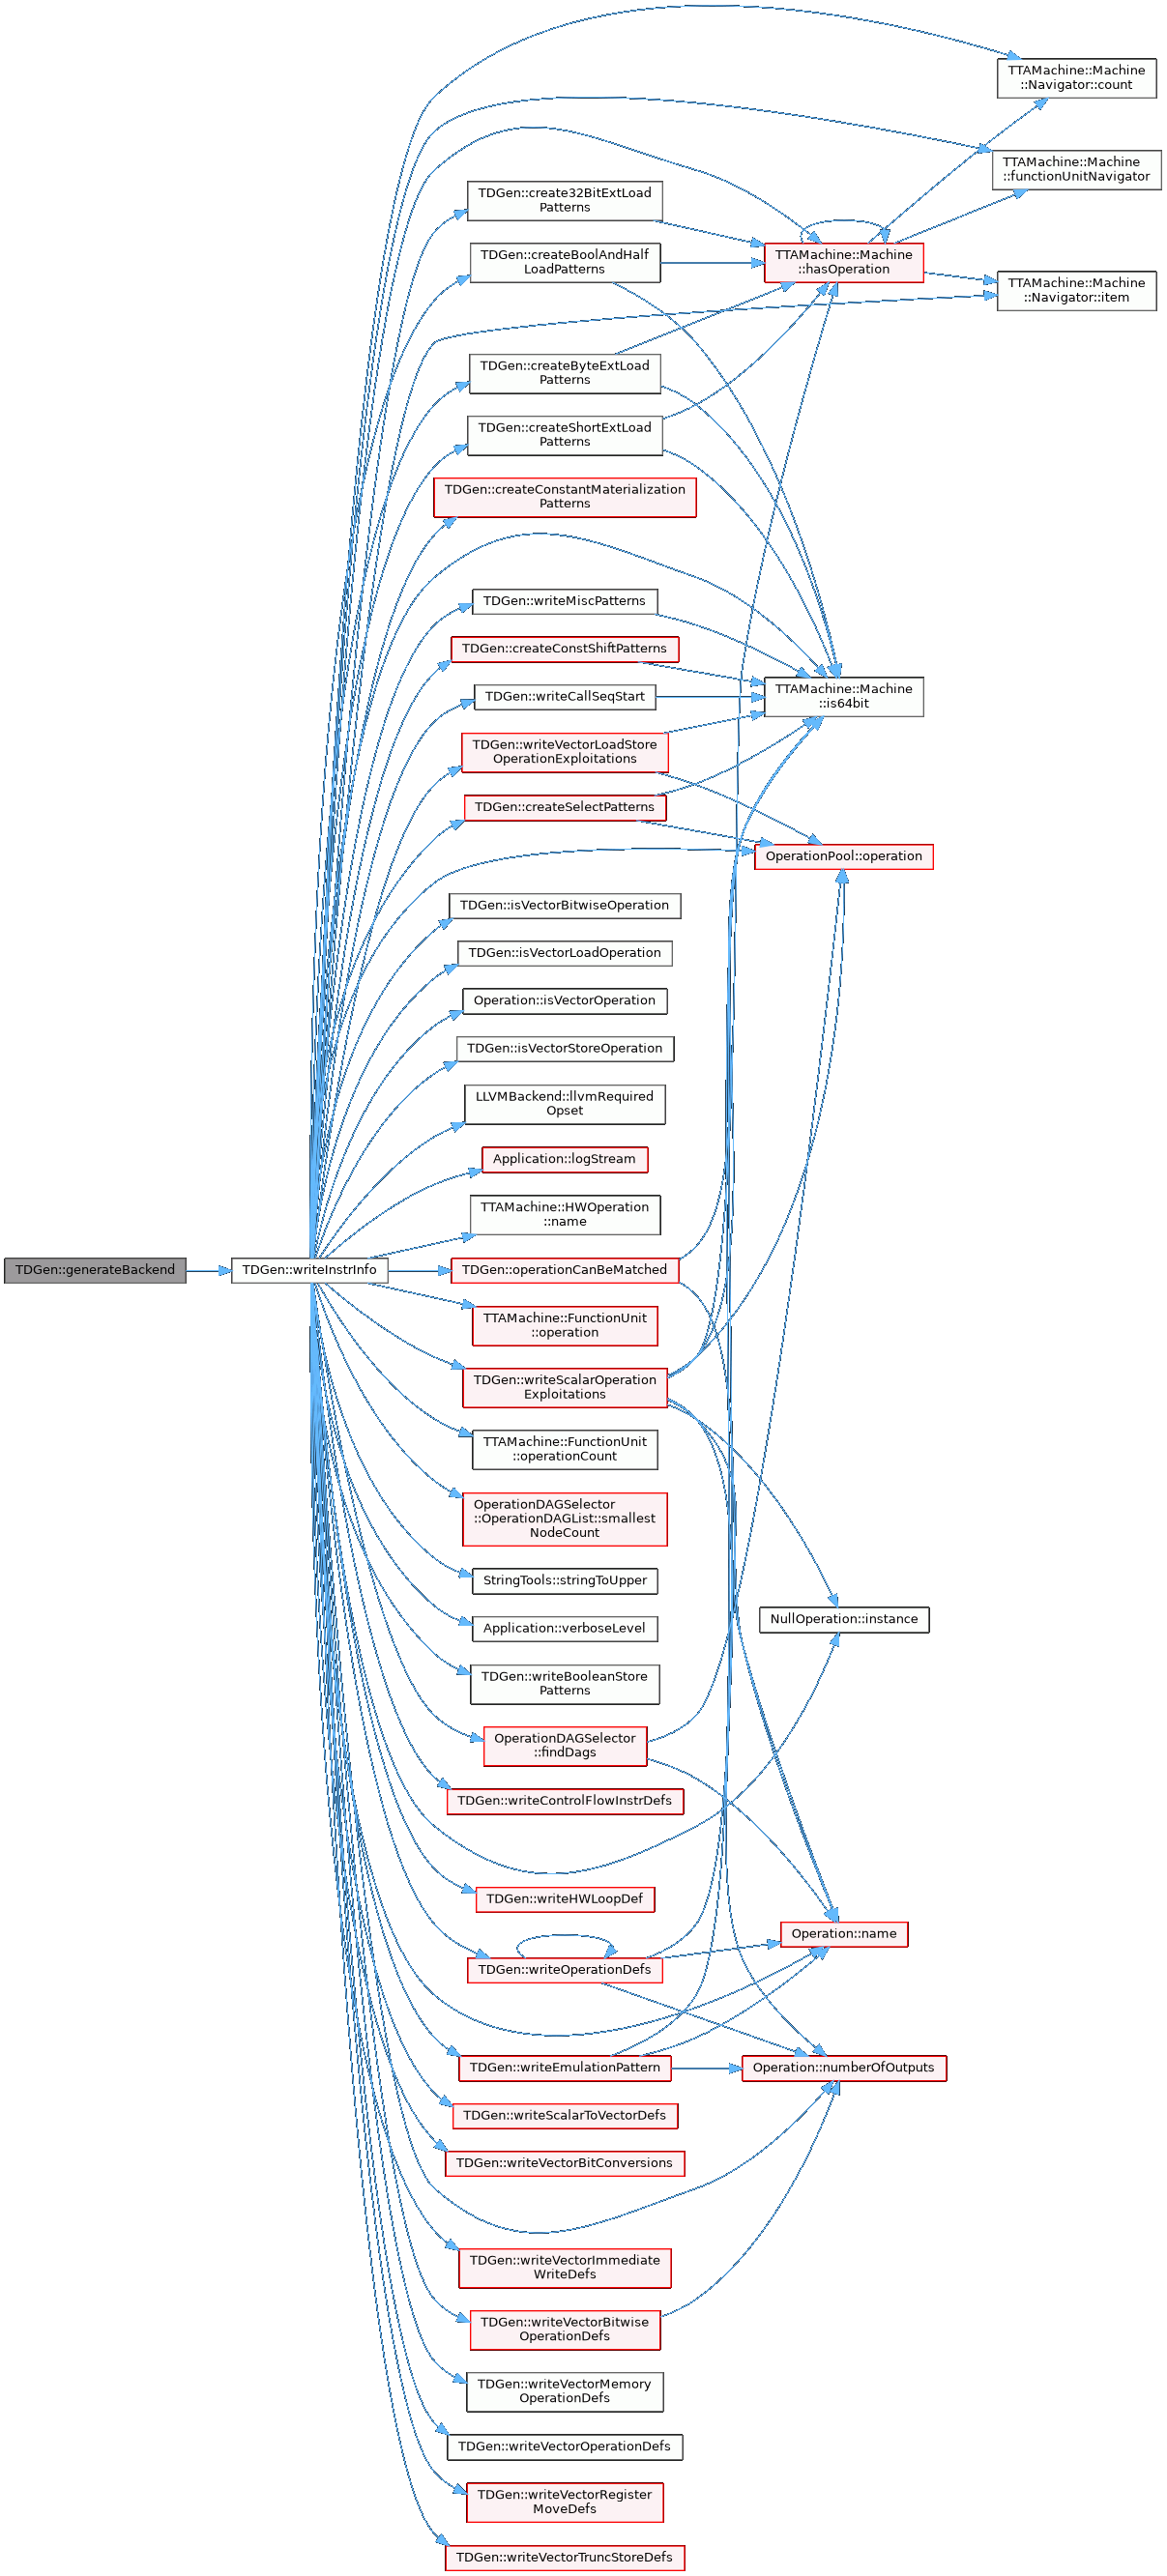 TTAMachine::Machine
::Navigator::count
TTAMachine::Machine
::functionUnitNavigator
TDGen::create32BitExtLoad
Patterns
TDGen::createBoolAndHalf
LoadPatterns
TTAMachine::Machine
::hasOperation
TTAMachine::Machine
::Navigator::item
TDGen::createByteExtLoad
Patterns
TDGen::createShortExtLoad
Patterns
TDGen::createConstantMaterialization
Patterns
TDGen::writeMiscPatterns
TDGen::createConstShiftPatterns
TDGen::writeCallSeqStart
TTAMachine::Machine
::is64bit
TDGen::writeVectorLoadStore
OperationExploitations
TDGen::createSelectPatterns
OperationPool::operation
TDGen::isVectorBitwiseOperation
TDGen::isVectorLoadOperation
Operation::isVectorOperation
TDGen::isVectorStoreOperation
LLVMBackend::llvmRequired
Opset
Application::logStream
TTAMachine::HWOperation
::name
TDGen::generateBackend
TDGen::writeInstrInfo
TDGen::operationCanBeMatched
TTAMachine::FunctionUnit
::operation
TDGen::writeScalarOperation
Exploitations
TTAMachine::FunctionUnit
::operationCount
OperationDAGSelector
::OperationDAGList::smallest
NodeCount
StringTools::stringToUpper
NullOperation::instance
Application::verboseLevel
TDGen::writeBooleanStore
Patterns
OperationDAGSelector
::findDags
TDGen::writeControlFlowInstrDefs
TDGen::writeHWLoopDef
Operation::name
TDGen::writeOperationDefs
TDGen::writeEmulationPattern
Operation::numberOfOutputs
TDGen::writeScalarToVectorDefs
TDGen::writeVectorBitConversions
TDGen::writeVectorImmediate
WriteDefs
TDGen::writeVectorBitwise
OperationDefs
TDGen::writeVectorMemory
OperationDefs
TDGen::writeVectorOperationDefs
TDGen::writeVectorRegister
MoveDefs
TDGen::writeVectorTruncStoreDefs